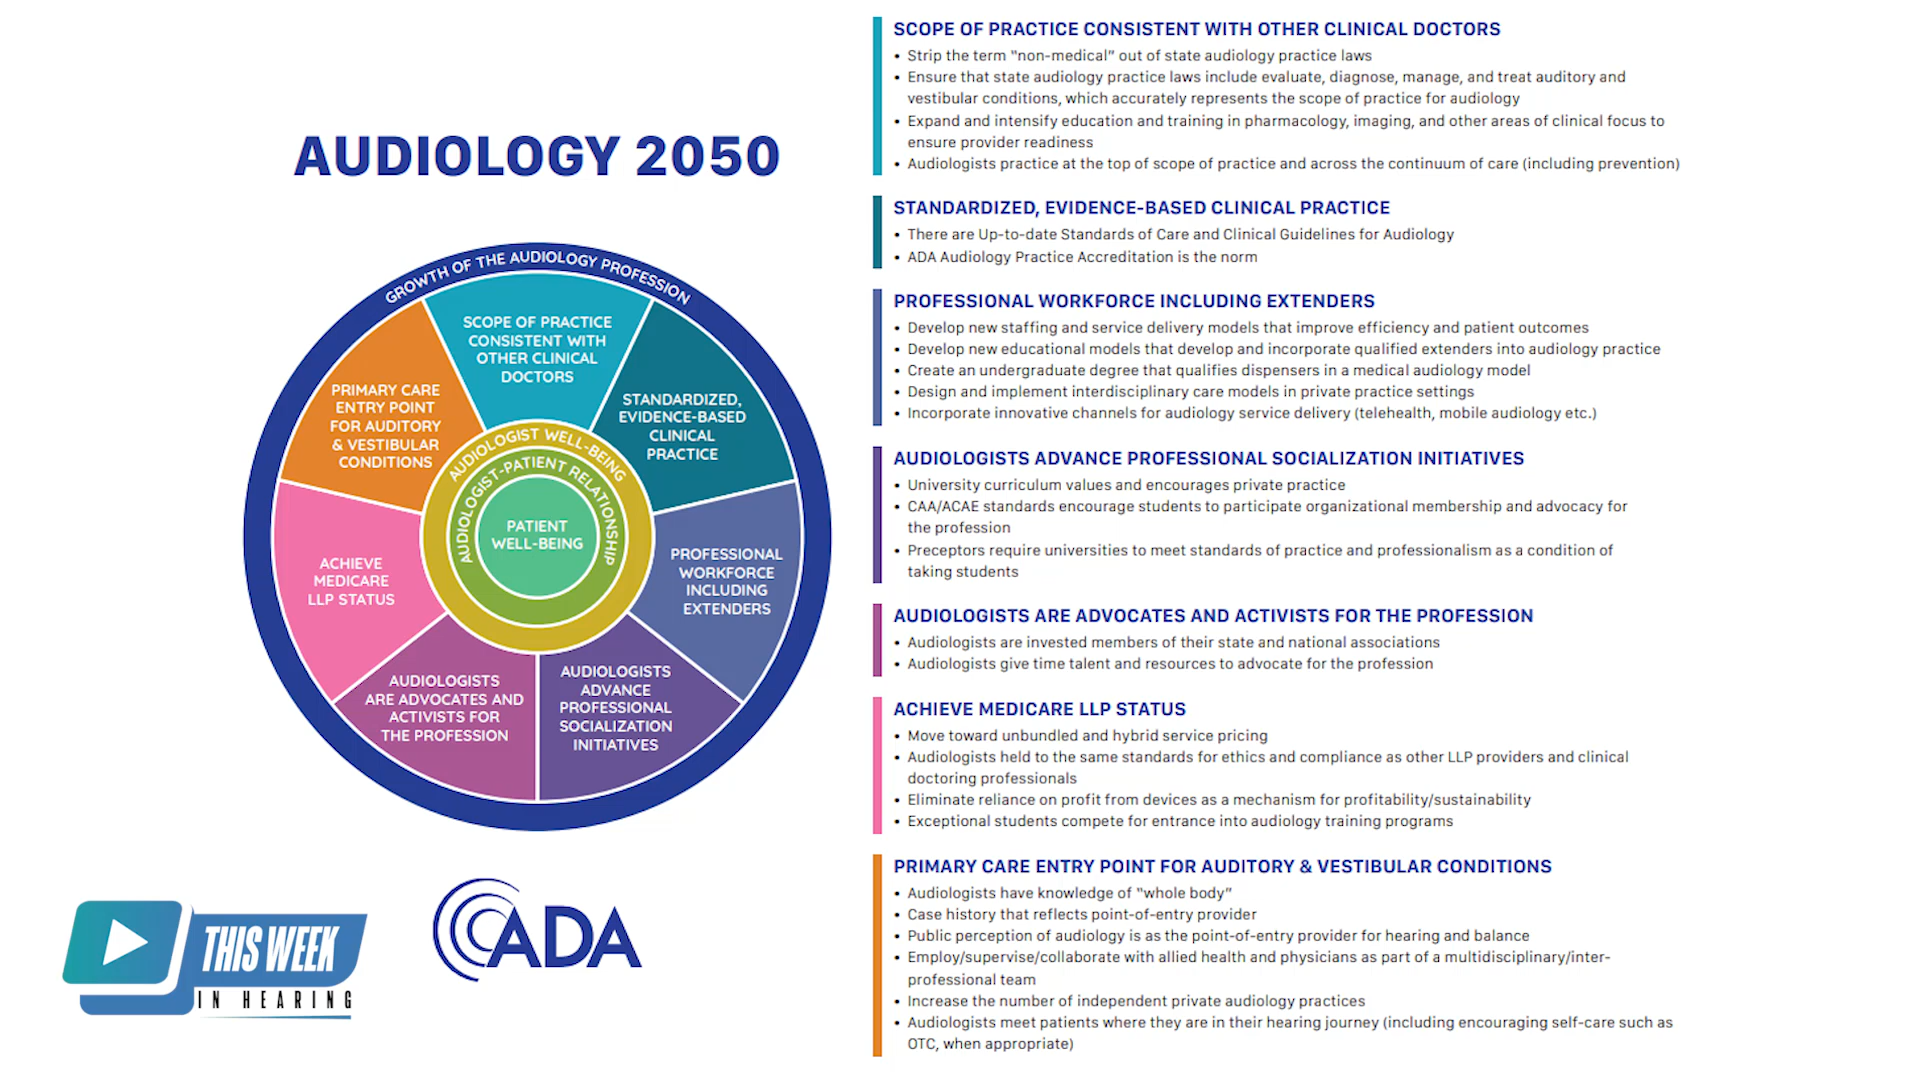 AUDIOLOGY 2050
GROWTH OF THE AUDIOLOGY PROFESSION
SCOPE OF PRACTICE
CONSISTENT WITH
OTHER CLINICAL
DOCTORS
STANDARDIZED,
EVIDENCE-BASED
CLINICAL
PRACTICE
PROFESSIONAL
WORKFORCE
INCLUDING
EXTENDERS
AUDIOLOGISTS
ADVANCE
PROFESSIONAL
SOCIALIZATION
INITIATIVES
AUDIOLOGISTS
ARE ADVOCATES AND
ACTIVISTS FOR
THE PROFESSION
ACHIEVE
MEDICARE
LLP STATUS
PRIMARY CARE
ENTRY POINT
FOR AUDITORY
& VESTIBULAR
CONDITIONS
AUDIOLOGIST WELL-BEING
AUDIOLOGIST-PATIENT RELATIONSHIP
PATIENT
WELL-BEING
THIS WEEK
IN HEARING
ADA
SCOPE OF PRACTICE CONSISTENT WITH OTHER CLINICAL DOCTORS
• Strip the term “non-medical” out of state audiology practice laws
• Ensure that state audiology practice laws include evaluate, diagnose, manage, and treat auditory and
vestibular conditions, which accurately represents the scope of practice for audiology
• Expand and intensify education and training in pharmacology, imaging, and other areas of clinical focus to
ensure provider readiness
• Audiologists practice at the top of scope of practice and across the continuum of care (including prevention)
STANDARDIZED, EVIDENCE-BASED CLINICAL PRACTICE
• There are Up-to-date Standards of Care and Clinical Guidelines for Audiology
• ADA Audiology Practice Accreditation is the norm
PROFESSIONAL WORKFORCE INCLUDING EXTENDERS
• Develop new staffing and service delivery models that improve efficiency and patient outcomes
• Develop new educational models that develop and incorporate qualified extenders into audiology practice
• Create an undergraduate degree that qualifies dispensers in a medical audiology model
• Design and implement interdisciplinary care models in private practice settings
• Incorporate innovative channels for audiology service delivery (telehealth, mobile audiology etc.)
AUDIOLOGISTS ADVANCE PROFESSIONAL SOCIALIZATION INITIATIVES
• University curriculum values and encourages private practice
• CAA/ACAE standards encourage students to participate organizational membership and advocacy for
the profession
• Preceptors require universities to meet standards of practice and professionalism as a condition of
taking students
AUDIOLOGISTS ARE ADVOCATES AND ACTIVISTS FOR THE PROFESSION
• Audiologists are invested members of their state and national associations
• Audiologists give time talent and resources to advocate for the profession
ACHIEVE MEDICARE LLP STATUS
• Move toward unbundled and hybrid service pricing
• Audiologists held to the same standards for ethics and compliance as other LLP providers and clinical
doctoring professionals
• Eliminate reliance on profit from devices as a mechanism for profitability/sustainability
• Exceptional students compete for entrance into audiology training programs
PRIMARY CARE ENTRY POINT FOR AUDITORY & VESTIBULAR CONDITIONS
• Audiologists have knowledge of “whole body”
• Case history that reflects point-of-entry provider
• Public perception of audiology is as the point-of-entry provider for hearing and balance
• Employ/supervise/collaborate with allied health and physicians as part of a multidisciplinary/inter-
professional team
• Increase the number of independent private audiology practices
• Audiologists meet patients where they are in their hearing journey (including encouraging self-care such as
OTC, when appropriate)